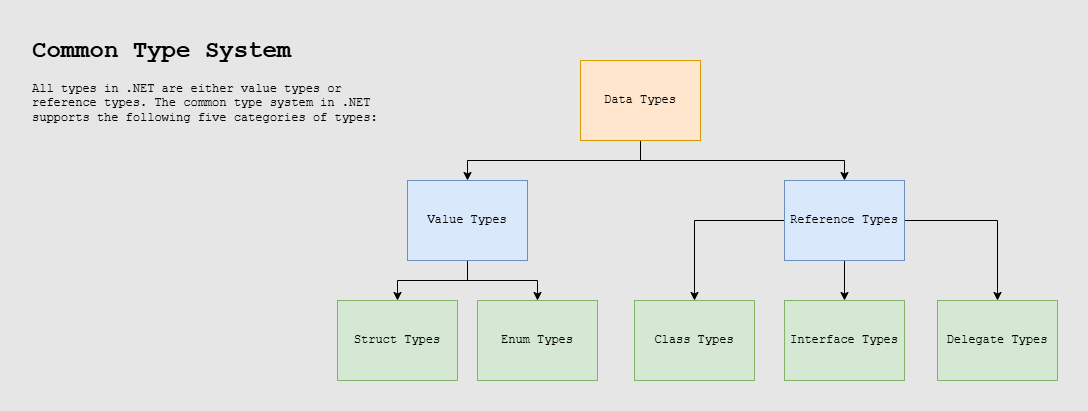 Common Type System
All types in .NET are either value types or
reference types. The common type system in .NET
supports the following five categories of types:
Data Types
Value Types
Reference Types
Struct Types
Enum Types
Class Types
Interface Types
Delegate Types